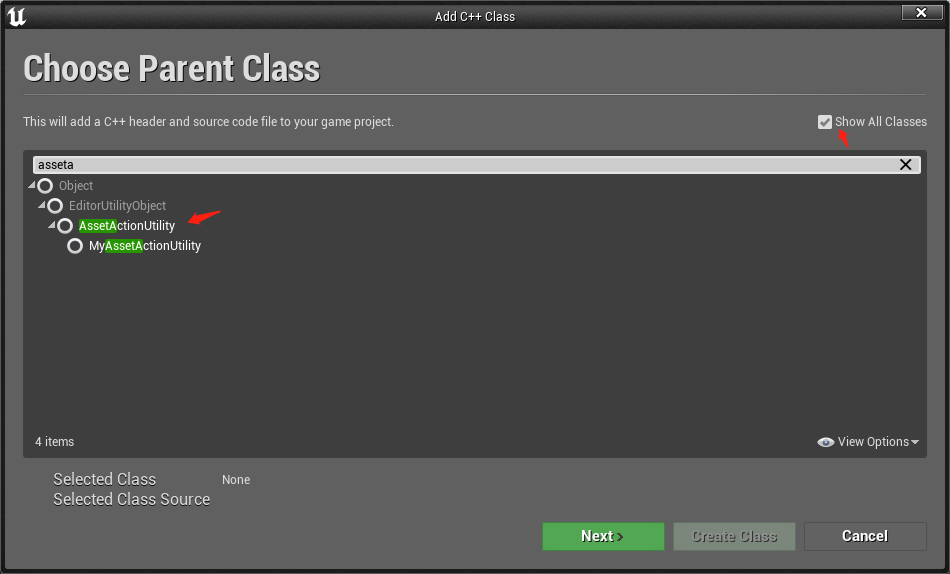 Add C++ Class
Choose Parent Class
This will add a C++ header and source code file to your game project.
Show All Classes
asseta
Object
EditorUtilityObject
AssetActionUtility
MyAssetActionUtility
4 items
View Options
Selected Class None
Selected Class Source
Next
Create Class
Cancel